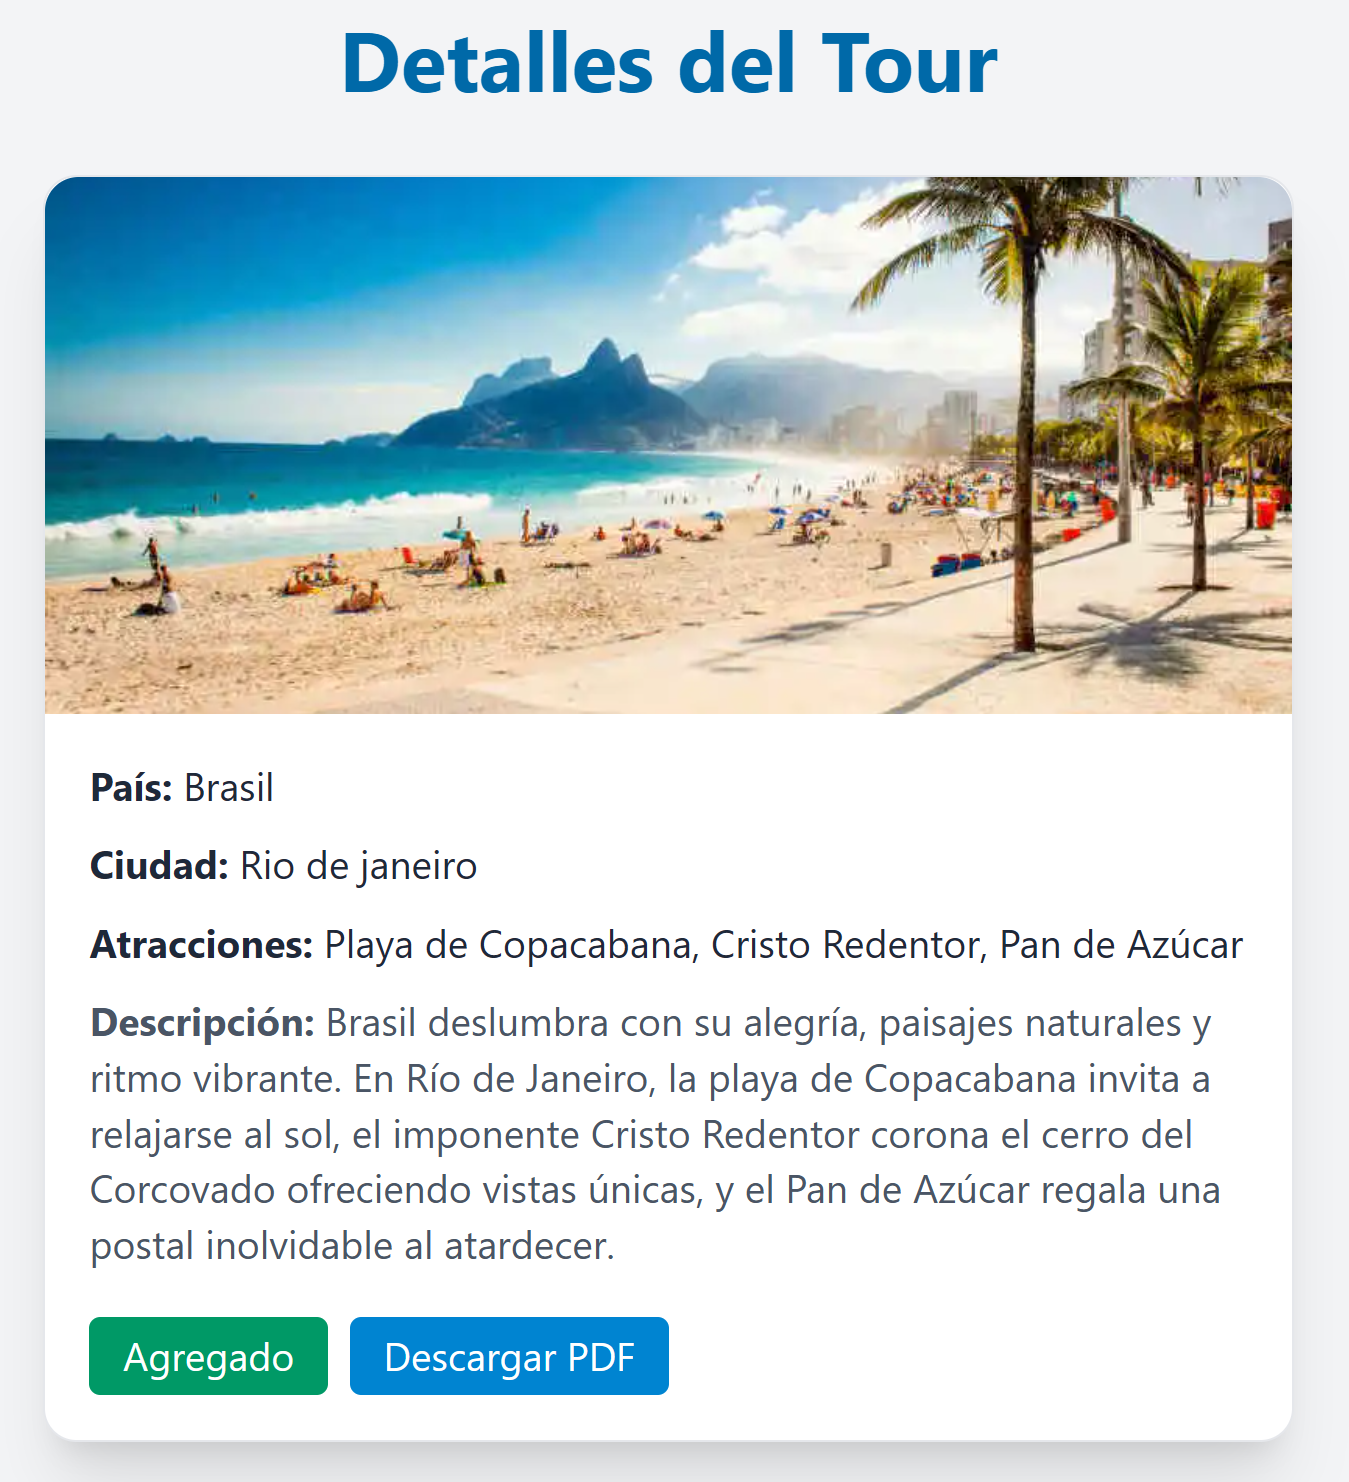 Detalles del Tour
País: Brasil
Ciudad: Rio de janeiro
Atracciones: Playa de Copacabana, Cristo Redentor, Pan de Azúcar
Descripción: Brasil deslumbra con su alegría, paisajes naturales y
ritmo vibrante. En Río de Janeiro, la playa de Copacabana invita a
relajarse al sol, el imponente Cristo Redentor corona el cerro del
Corcovado ofreciendo vistas únicas, y el Pan de Azúcar regala una
postal inolvidable al atardecer.
Agregado
Descargar PDF